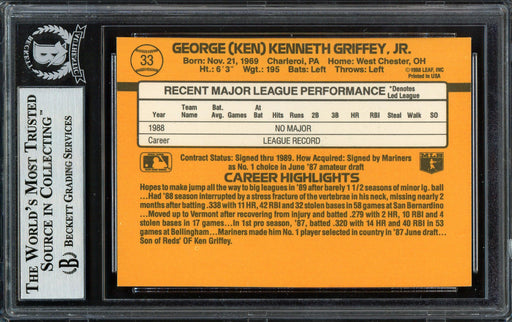 BECKETT
AUTHENTIC
THE WORLD'S MOST TRUSTED
SOURCE IN COLLECTING™
BECKETT GRADING SERVICES
33
GEORGE (KEN) KENNETH GRIFFEY, JR.
Born: Nov. 21, 1969 Charleroi, PA Home: West Chester, OH
Ht.: 6'3" Wgt.: 195 Bats: Left Throws: Left
©1988 LEAF, INC.
Printed in USA
RECENT MAJOR LEAGUE PERFORMANCE *Denotes Led League
Year Team Name Bat. Avg. Games At Bat Hits Runs 2B 3B HR RBI Steal Walk SO
1988 NO MAJOR
Career LEAGUE RECORD
Contract Status: Signed thru 1989. How Acquired: Signed by Mariners
as No. 1 choice in June '87 amateur draft
MLB
CAREER HIGHLIGHTS
Hopes to make jump all the way to big leagues in '89 after barely 1 1/2 seasons of minor lg. ball
...Had '88 season interrupted by a stress fracture of the vertebrae in his neck, missing nearly 2
months after batting .338 with 11 HR, 42 RBI and 32 stolen bases in 58 games at San Bernardino
...Moved up to Vermont after recovering from injury and batted .279 with 2 HR, 10 RBI and 4
stolen bases in 17 games...In 1st pro season, '87, batted .320 with 14 HR and 40 RBI in 53
games at Bellingham...Mariners made him No. 1 player selected in country in '87 June draft...
Son of Reds' OF Ken Griffey.